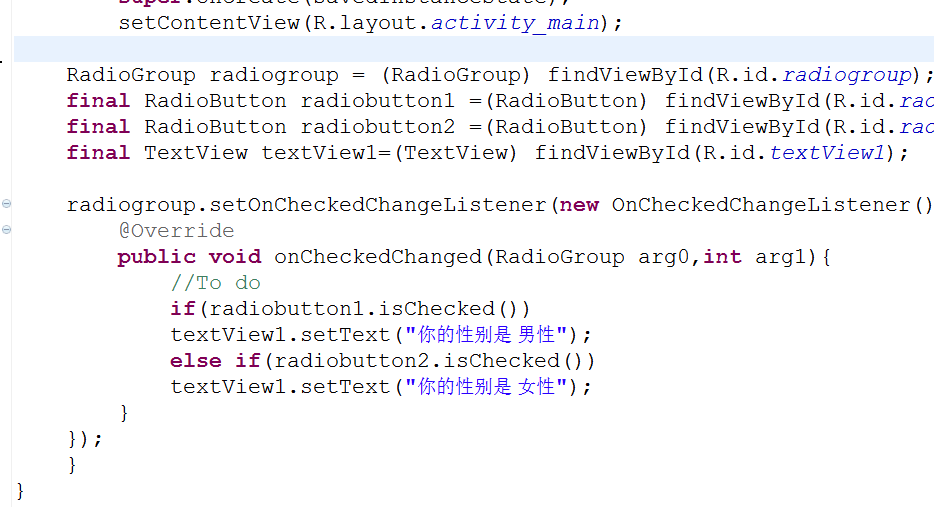 super.onCreate(savedInstanceState);
setContentView(R.layout.activity_main);
RadioGroup radiogroup = (RadioGroup) findViewById(R.id.radiogroup);
final RadioButton radiobutton1 =(RadioButton) findViewById(R.id.rad
final RadioButton radiobutton2 =(RadioButton) findViewById(R.id.rad
final TextView textView1=(TextView) findViewById(R.id.textView1);
radiogroup.setOnCheckedChangeListener(new OnCheckedChangeListener()
@Override
public void onCheckedChanged(RadioGroup arg0,int arg1){
//To do
if(radiobutton1.isChecked())
textView1.setText("你的性别是 男性");
else if(radiobutton2.isChecked())
textView1.setText("你的性别是 女性");
}
});
}
}